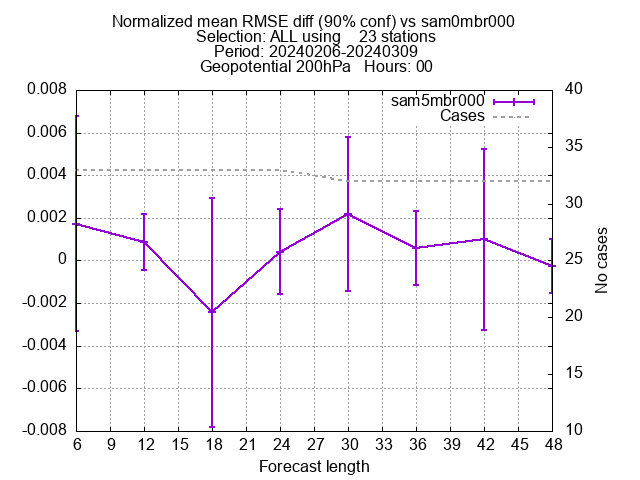 Normalized mean RMSE diff (90% conf) vs sam0mbr000
Selection: ALL using    23 stations
Period: 20240206-20240309
Geopotential 200hPa   Hours: 00
sam5mbr000
Cases
0.008
0.006
0.004
0.002
0
-0.002
-0.004
-0.006
-0.008
40
35
30
25
20
15
10
No cases
6 9 12 15 18 21 24 27 30 33 36 39 42 45 48
Forecast length